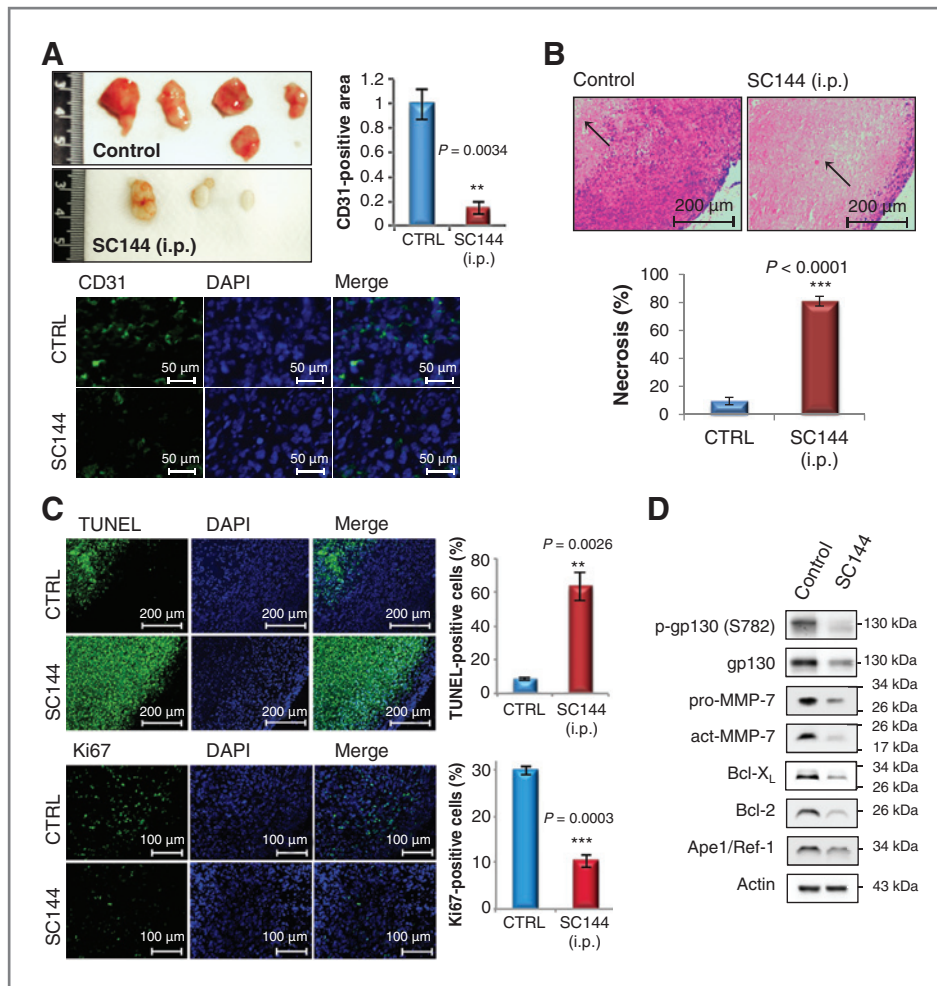 A
Control
SC144 (i.p.)
CD31-positive area
1.2
1
0.8
0.6
0.4
0.2
0
P = 0.0034
**
CTRL
SC144
(i.p.)
CD31
DAPI
Merge
CTRL
50 µm
50 µm
50 µm
SC144
50 µm
50 µm
50 µm
B
Control
SC144 (i.p.)
200 µm
200 µm
Necrosis (%)
100
80
60
40
20
0
P < 0.0001
***
CTRL
SC144
(i.p.)
C
TUNEL
DAPI
Merge
CTRL
200 µm
200 µm
200 µm
SC144
200 µm
200 µm
200 µm
TUNEL-positive cells (%)
80
60
40
20
0
P = 0.0026
**
CTRL
SC144
(i.p.)
Ki67
DAPI
Merge
CTRL
100 µm
100 µm
100 µm
SC144
100 µm
100 µm
100 µm
Ki67-positive cells (%)
30
20
10
0
P = 0.0003
***
CTRL
SC144
(i.p.)
D
Control
SC144
p-gp130 (S782)
130 kDa
gp130
130 kDa
pro-MMP-7
34 kDa
26 kDa
act-MMP-7
26 kDa
17 kDa
Bcl-XL
34 kDa
26 kDa
Bcl-2
26 kDa
Ape1/Ref-1
34 kDa
Actin
43 kDa